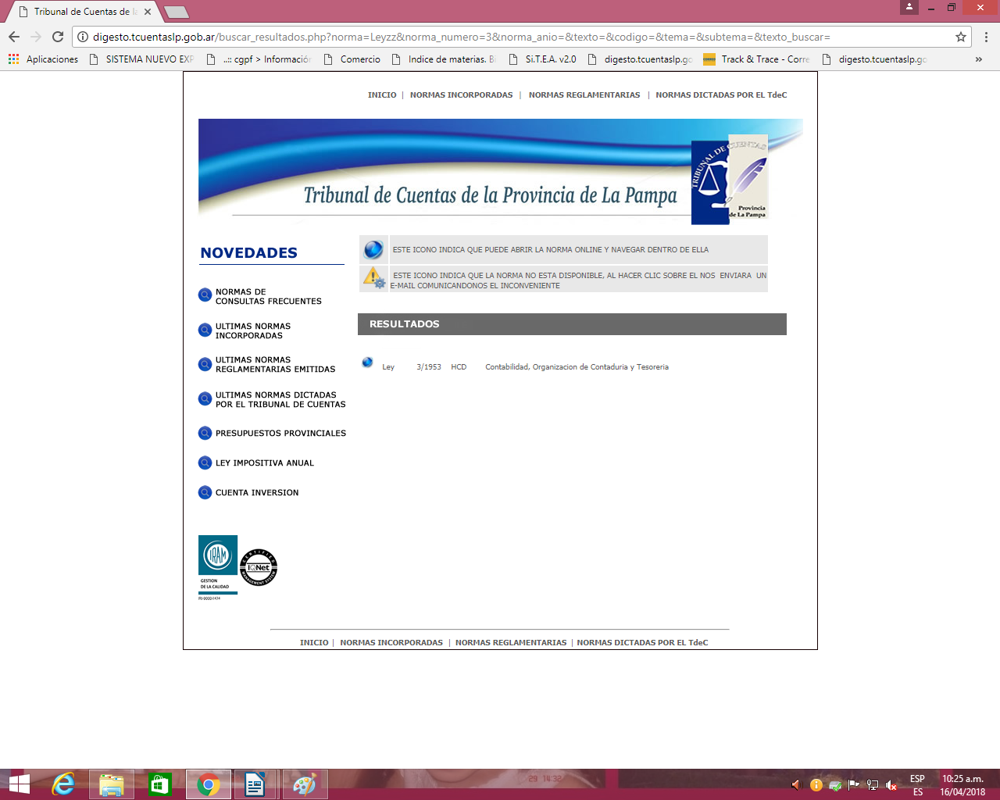 Tribunal de Cuentas de la
digesto.tcuentaslp.gob.ar/buscar_resultados.php?norma=Leyzz&norma_numero=3&norma_anio=&texto=&codigo=&tema=&subtema=&texto_buscar=
Aplicaciones
SISTEMA NUEVO EXP
..:: cgpf > Información
Comercio
Indice de materias. Bi
Si.T.E.A. v2.0
digesto.tcuentaslp.go
Track & Trace - Corre
digesto.tcuentaslp.go
»
INICIO | NORMAS INCORPORADAS | NORMAS REGLAMENTARIAS | NORMAS DICTADAS POR EL TdeC
Tribunal de Cuentas de la Provincia de La Pampa
TRIBUNAL DE CUENTAS
Provincia
de La Pampa
NOVEDADES
NORMAS DE
CONSULTAS FRECUENTES
ULTIMAS NORMAS
INCORPORADAS
ULTIMAS NORMAS
REGLAMENTARIAS EMITIDAS
ULTIMAS NORMAS DICTADAS
POR EL TRIBUNAL DE CUENTAS
PRESUPUESTOS PROVINCIALES
LEY IMPOSITIVA ANUAL
CUENTA INVERSION
ESTE ICONO INDICA QUE PUEDE ABRIR LA NORMA ONLINE Y NAVEGAR DENTRO DE ELLA
ESTE ICONO INDICA QUE LA NORMA NO ESTA DISPONIBLE, AL HACER CLIC SOBRE EL NOS ENVIARA UN
E-MAIL COMUNICANDONOS EL INCONVENIENTE
RESULTADOS
Ley 3/1953 HCD Contabilidad, Organizacion de Contaduria y Tesoreria
IRAM
GESTION
DE LA CALIDAD
CERTIFIED
IQNet
MANAGEMENT SYSTEM
INICIO | NORMAS INCORPORADAS | NORMAS REGLAMENTARIAS | NORMAS DICTADAS POR EL TdeC
29 14:32
ESP
ES
10:25 a.m.
16/04/2018